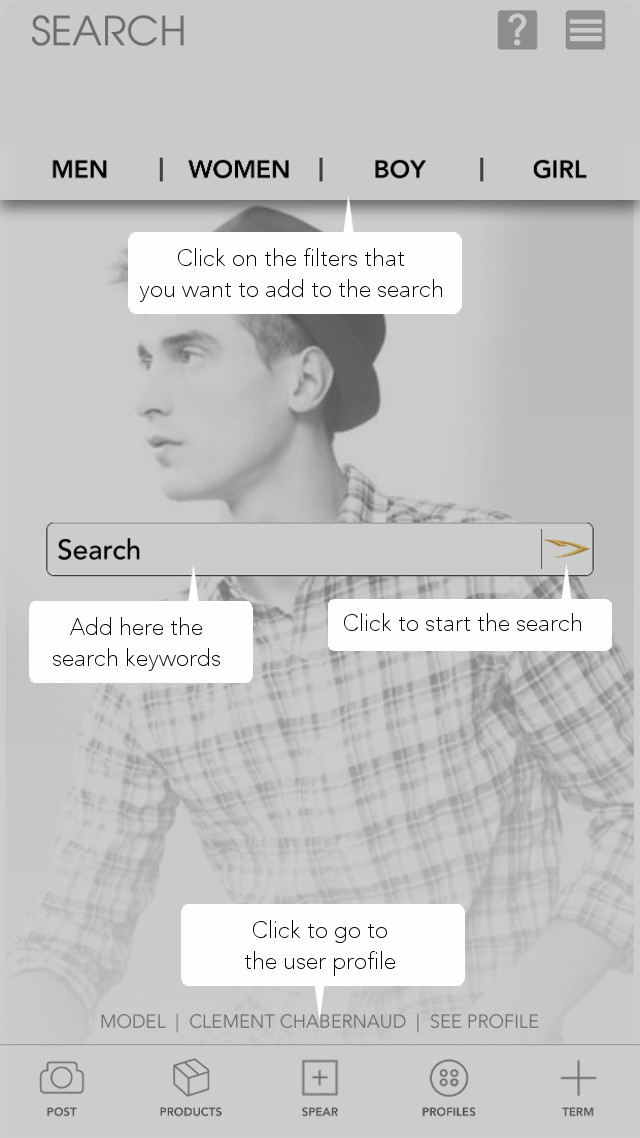 SEARCH
MEN | WOMEN | BOY | GIRL
Click on the filters that
you want to add to the search
Search
Add here the
search keywords
Click to start the search
Click to go to
the user profile
MODEL | CLEMENT CHABERNAUD | SEE PROFILE
POST PRODUCTS SPEAR PROFILES TERM